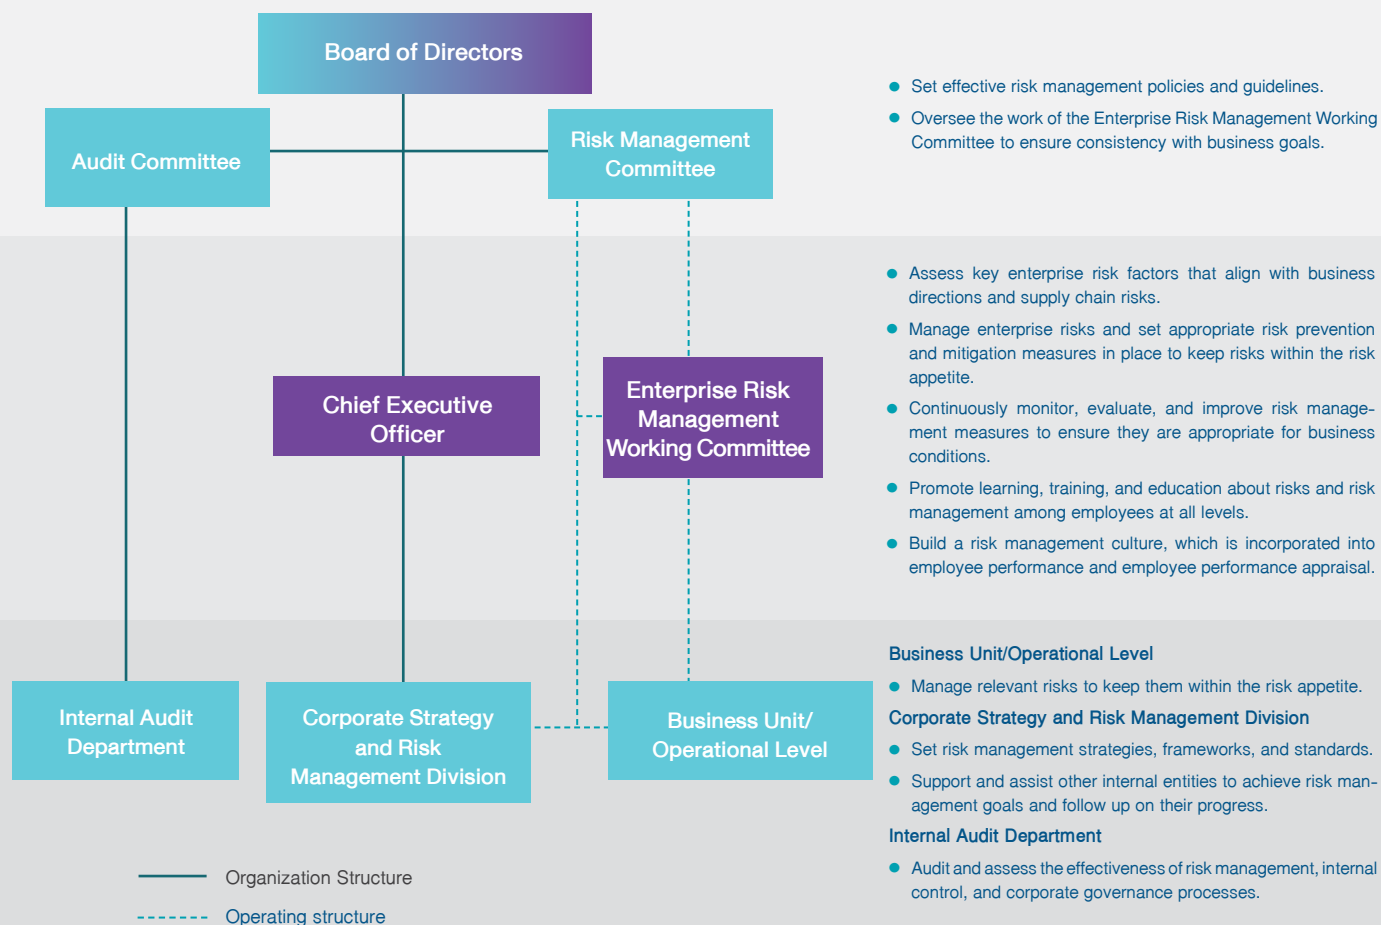 Board of Directors
Audit Committee
Risk Management
Committee
Set effective risk management policies and guidelines.
Oversee the work of the Enterprise Risk Management Working
Committee to ensure consistency with business goals.
Chief Executive
Officer
Enterprise Risk
Management
Working Committee
Assess key enterprise risk factors that align with business
directions and supply chain risks.
Manage enterprise risks and set appropriate risk prevention
and mitigation measures in place to keep risks within the risk
appetite.
Continuously monitor, evaluate, and improve risk manage-
ment measures to ensure they are appropriate for business
conditions.
Promote learning, training, and education about risks and risk
management among employees at all levels.
Build a risk management culture, which is incorporated into
employee performance and employee performance appraisal.
Internal Audit
Department
Corporate Strategy
and Risk
Management Division
Business Unit/
Operational Level
Business Unit/Operational Level
Manage relevant risks to keep them within the risk appetite.
Corporate Strategy and Risk Management Division
Set risk management strategies, frameworks, and standards.
Support and assist other internal entities to achieve risk man-
agement goals and follow up on their progress.
Internal Audit Department
Audit and assess the effectiveness of risk management, internal
control, and corporate governance processes.
Organization Structure
Operating structure